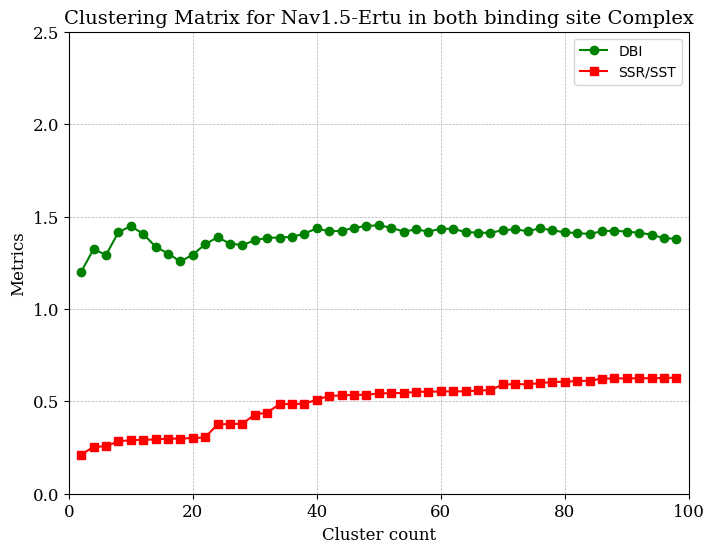 Clustering Matrix for Nav1.5-Ertu in both binding site Complex
2.5
2.0
1.5
1.0
0.5
0.0
Metrics
DBI
SSR/SST
0 20 40 60 80 100
Cluster count